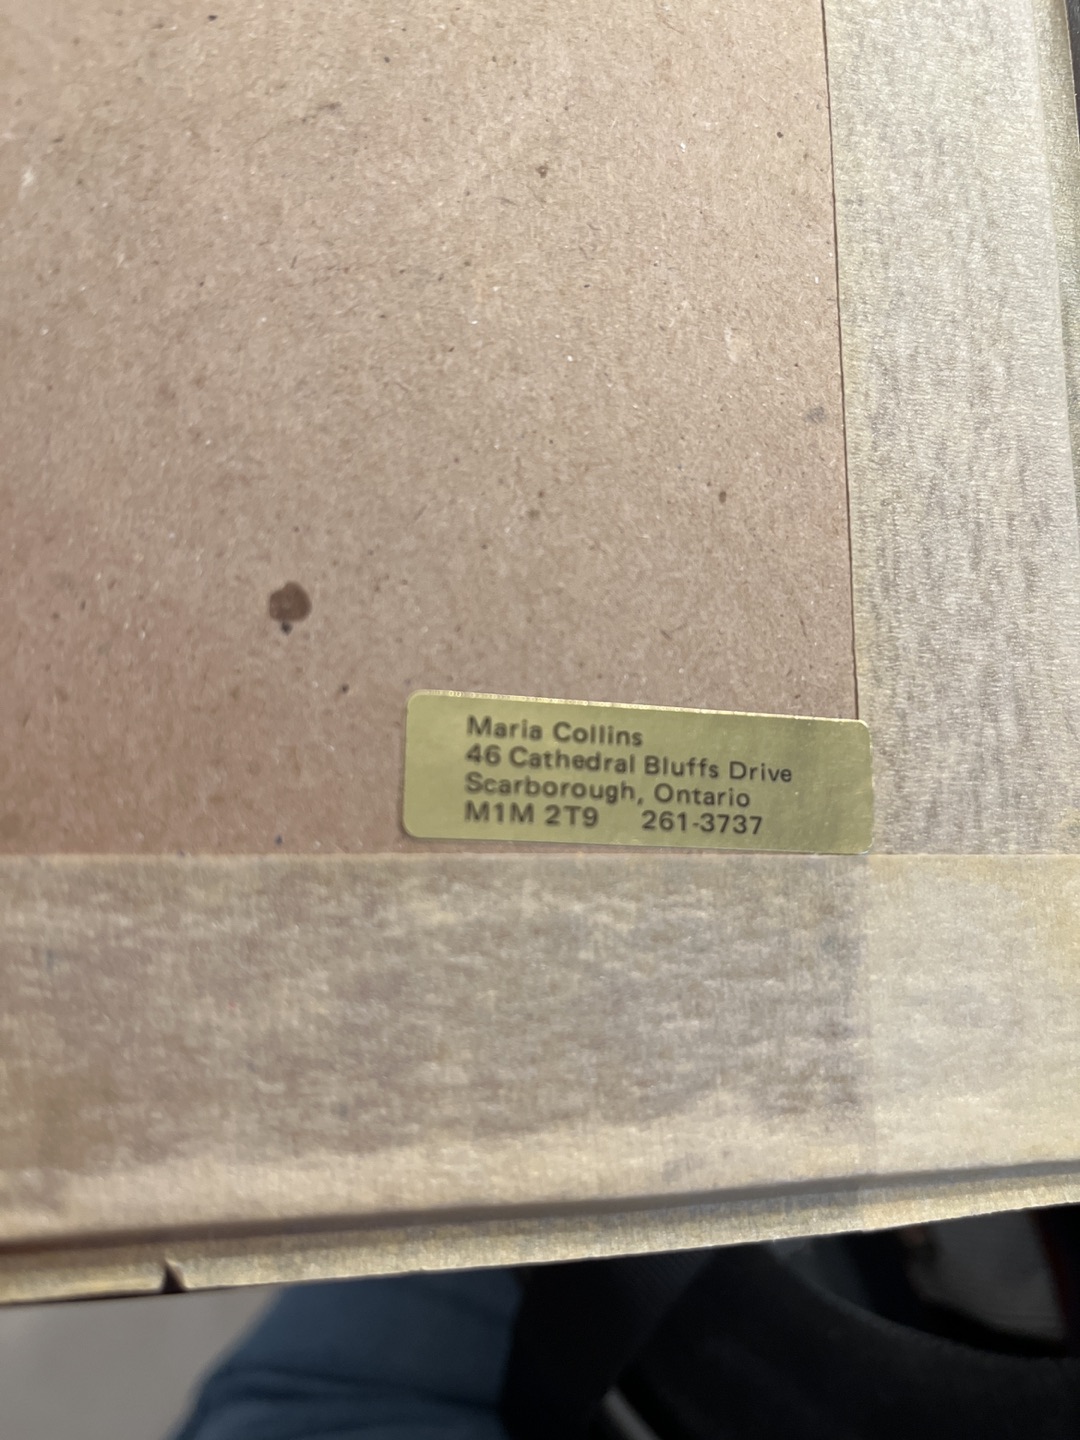 Maria Collins
46 Cathedral Bluffs Drive
Scarborough, Ontario
M1M 2T9 261-3737